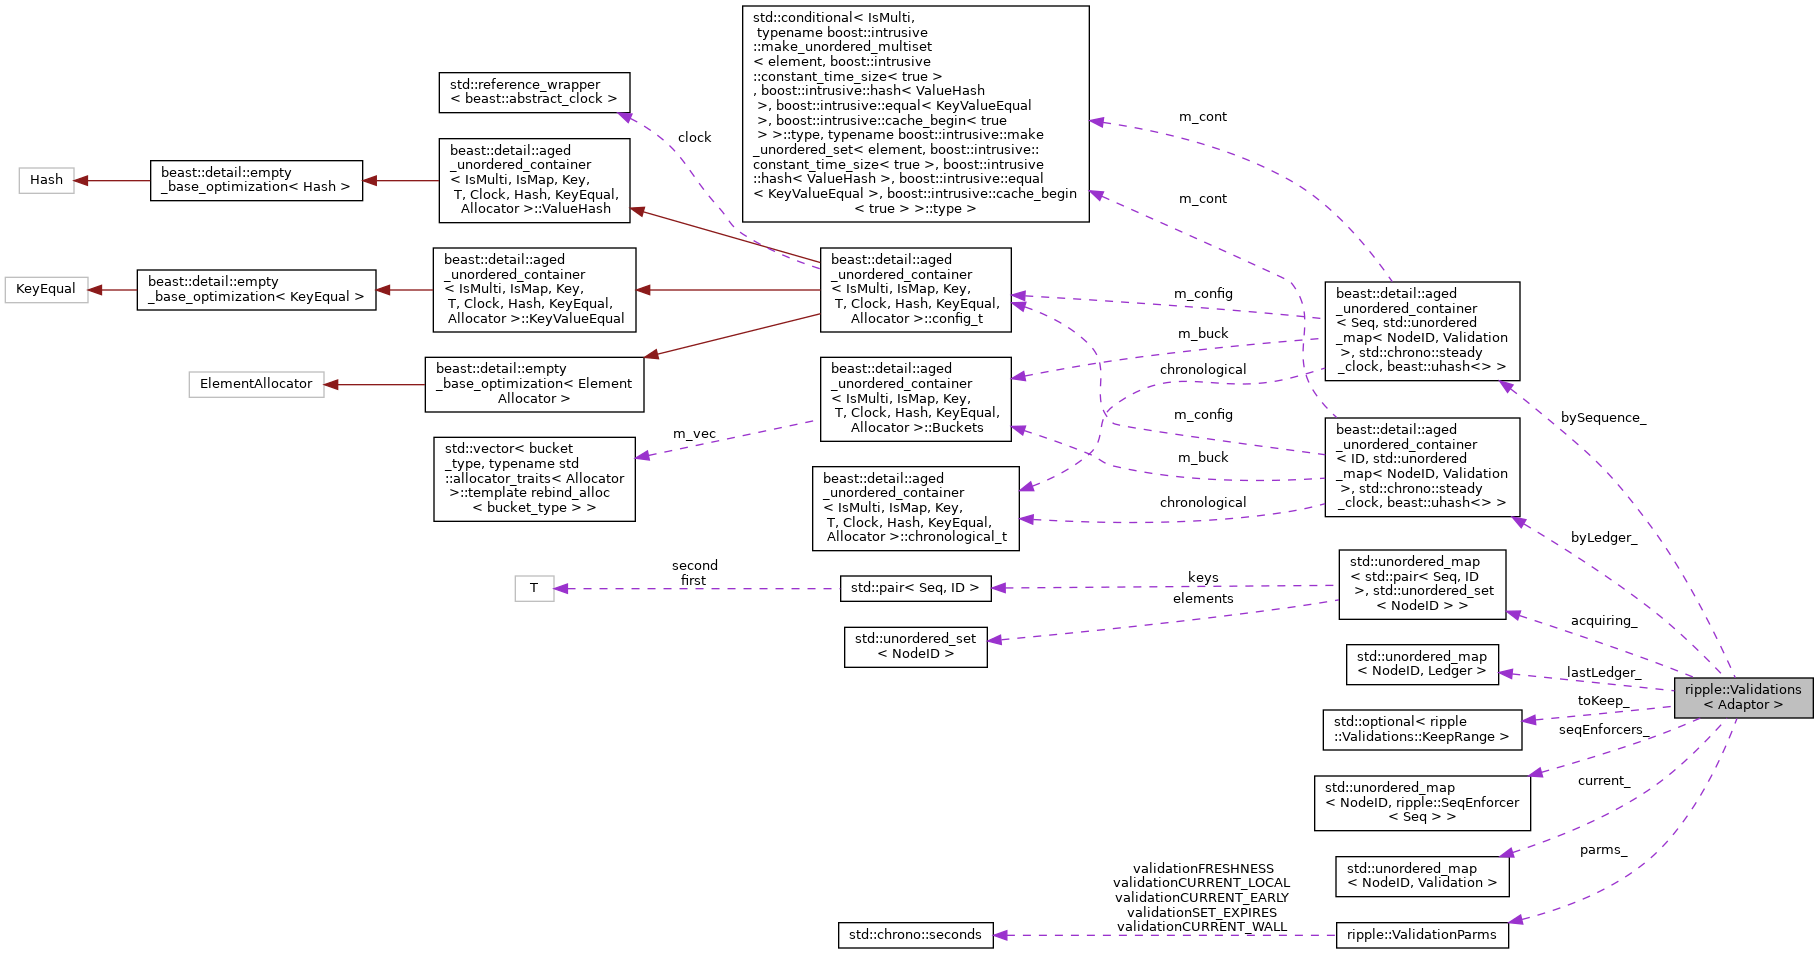 std::conditional< IsMulti,
typename boost::intrusive
::make_unordered_multiset
< element, boost::intrusive
::constant_time_size< true >
, boost::intrusive::hash< ValueHash
>, boost::intrusive::equal< KeyValueEqual
>, boost::intrusive::cache_begin< true
> >::type, typename boost::intrusive::make
_unordered_set< element, boost::intrusive::
constant_time_size< true >, boost::intrusive
::hash< ValueHash >, boost::intrusive::equal
< KeyValueEqual >, boost::intrusive::cache_begin
< true > >::type >
std::reference_wrapper
< beast::abstract_clock >
clock
m_cont
m_cont
Hash
beast::detail::empty
_base_optimization< Hash >
beast::detail::aged
_unordered_container
< IsMulti, IsMap, Key,
T, Clock, Hash, KeyEqual,
Allocator >::ValueHash
KeyEqual
beast::detail::empty
_base_optimization< KeyEqual >
beast::detail::aged
_unordered_container
< IsMulti, IsMap, Key,
T, Clock, Hash, KeyEqual,
Allocator >::KeyValueEqual
beast::detail::aged
_unordered_container
< IsMulti, IsMap, Key,
T, Clock, Hash, KeyEqual,
Allocator >::config_t
m_config
m_buck
chronological
beast::detail::aged
_unordered_container
< Seq, std::unordered
_map< NodeID, Validation
>, std::chrono::steady
_clock, beast::uhash<> >
ElementAllocator
beast::detail::empty
_base_optimization< Element
Allocator >
beast::detail::aged
_unordered_container
< IsMulti, IsMap, Key,
T, Clock, Hash, KeyEqual,
Allocator >::Buckets
m_config
m_buck
chronological
beast::detail::aged
_unordered_container
< ID, std::unordered
_map< NodeID, Validation
>, std::chrono::steady
_clock, beast::uhash<> >
bySequence_
m_vec
std::vector< bucket
_type, typename std
::allocator_traits< Allocator
>::template rebind_alloc
< bucket_type > >
beast::detail::aged
_unordered_container
< IsMulti, IsMap, Key,
T, Clock, Hash, KeyEqual,
Allocator >::chronological_t
byLedger_
T
second
first
std::pair< Seq, ID >
keys
elements
std::unordered_map
< std::pair< Seq, ID
>, std::unordered_set
< NodeID > >
acquiring_
std::unordered_set
< NodeID >
std::unordered_map
< NodeID, Ledger >
lastLedger_
ripple::Validations
< Adaptor >
toKeep_
std::optional< ripple
::Validations::KeepRange >
seqEnforcers_
std::unordered_map
< NodeID, ripple::SeqEnforcer
< Seq > >
current_
std::unordered_map
< NodeID, Validation >
parms_
validationFRESHNESS
validationCURRENT_LOCAL
validationCURRENT_EARLY
validationSET_EXPIRES
validationCURRENT_WALL
std::chrono::seconds
ripple::ValidationParms